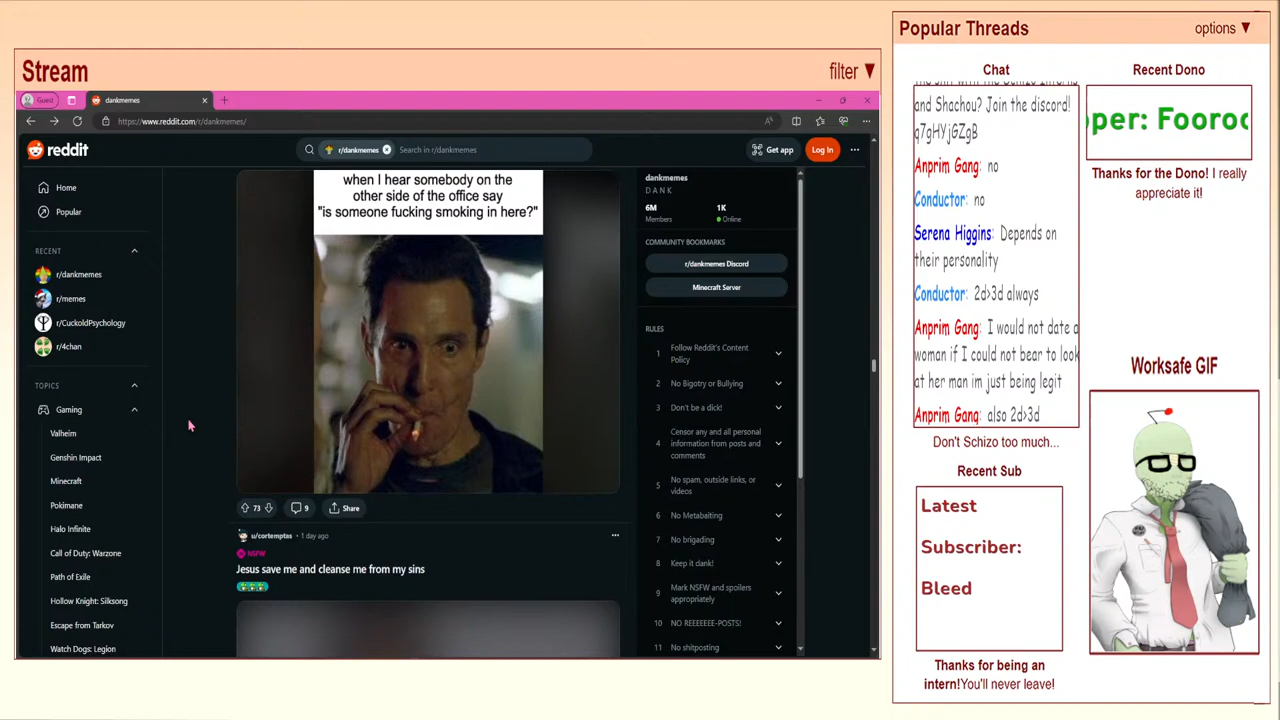 Stream
filter ▼
Guest
dankmemes
https://www.reddit.com/r/dankmemes/
reddit
r/dankmemes
Search in r/dankmemes
Get app
Log In
Home
Popular
RECENT
r/dankmemes
r/memes
r/CuckoldPsychology
r/4chan
TOPICS
Gaming
Valheim
Genshin Impact
Minecraft
Pokimane
Halo Infinite
Call of Duty: Warzone
Path of Exile
Hollow Knight: Silksong
Escape from Tarkov
Watch Dogs: Legion
when I hear somebody on the
other side of the office say
"is someone fucking smoking in here?"
73
9
Share
u/cortemptas • 1 day ago
NSFW
Jesus save me and cleanse me from my sins
dankmemes
D A N K
6M
1K
Members
Online
COMMUNITY BOOKMARKS
r/dankmemes Discord
Minecraft Server
RULES
1 Follow Reddit's Content
Policy
2 No Bigotry or Bullying
3 Don't be a dick!
4 Censor any and all personal
information from posts and
comments
5 No spam, outside links, or
videos
6 No Metabaiting
7 No brigading
8 Keep it dank!
9 Mark NSFW and spoilers
appropriately
10 NO REEEEEE-POSTS!
11 No shitposting
Popular Threads
options ▼
Chat
and Shachou? Join the discord!
q7gHYjGZgB
Anprim Gang: no
Conductor: no
Serena Higgins: Depends on
their personality
Conductor: 2d>3d always
Anprim Gang: I would not date a
woman if I could not bear to look
at her man im just being legit
Anprim Gang: also 2d>3d
Don't Schizo too much...
Recent Sub
Latest
Subscriber:
Bleed
Thanks for being an
intern!You'll never leave!
Recent Dono
per: Fooroo
Thanks for the Dono! I really
appreciate it!
Worksafe GIF